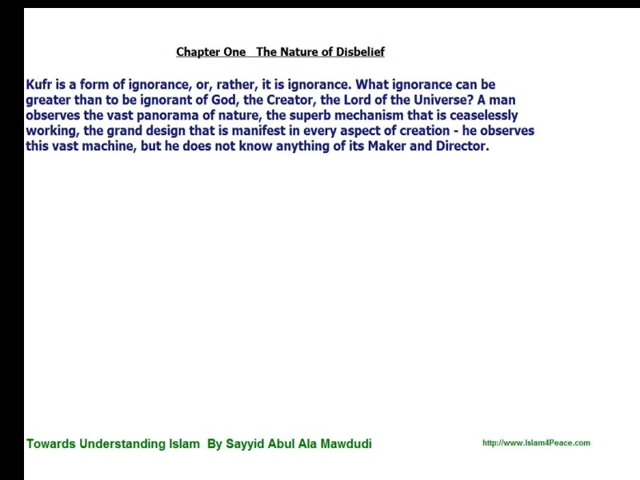 Chapter One   The Nature of Disbelief
Kufr is a form of ignorance, or, rather, it is ignorance. What ignorance can be
greater than to be ignorant of God, the Creator, the Lord of the Universe? A man
observes the vast panorama of nature, the superb mechanism that is ceaselessly
working, the grand design that is manifest in every aspect of creation - he observes
this vast machine, but he does not know anything of its Maker and Director.
Towards Understanding Islam  By Sayyid Abul Ala Mawdudi
http://www.Islam4Peace.com